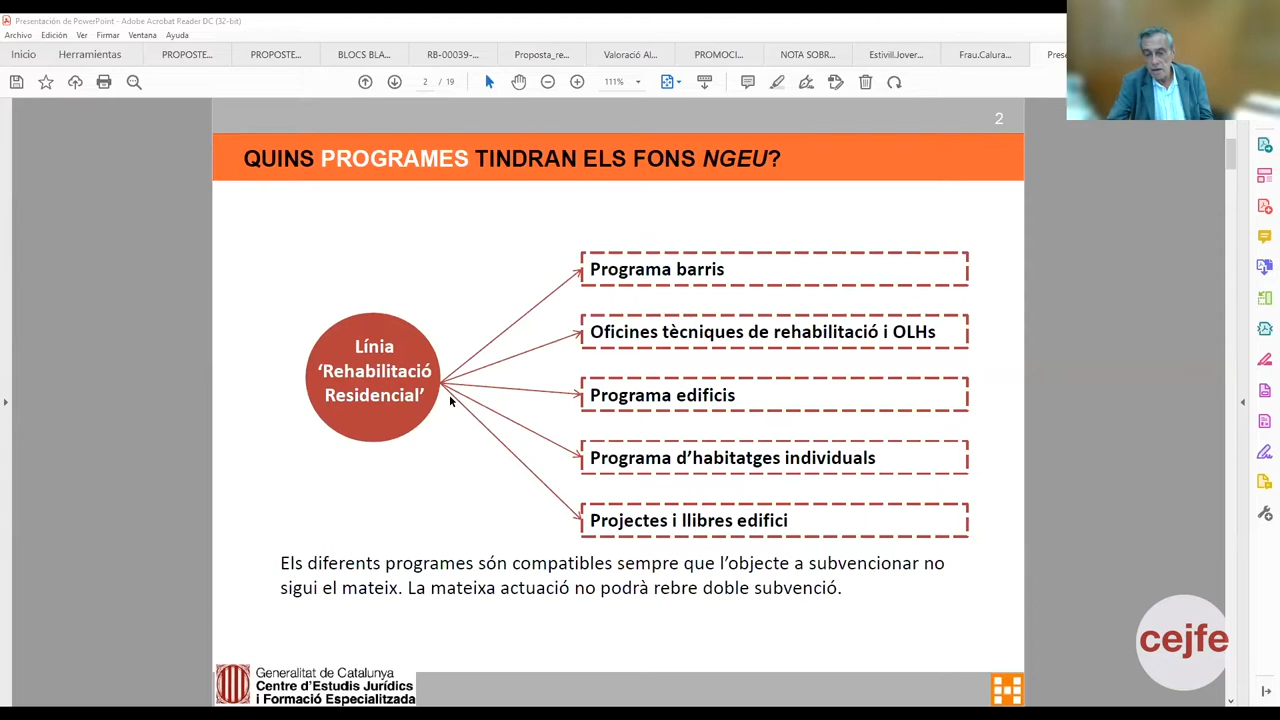 Presentación de PowerPoint - Adobe Acrobat Reader DC (32-bit)
Archivo Edición Ver Firmar Ventana Ayuda
Inicio Herramientas PROPOSTE... PROPOSTE... BLOCS BLA... RB-00039-... Proposta_re... Valoració Al... PROMOCI... NOTA SOBR... Estivill.Jover... Frau.Calura... Prese
2 / 19 111%
2
QUINS PROGRAMES TINDRAN ELS FONS NGEU?
Línia
‘Rehabilitació
Residencial’
Programa barris
Oficines tècniques de rehabilitació i OLHs
Programa edificis
Programa d’habitatges individuals
Projectes i llibres edifici
Els diferents programes són compatibles sempre que l’objecte a subvencionar no
sigui el mateix. La mateixa actuació no podrà rebre doble subvenció.
cejfe
Generalitat de Catalunya
Centre d'Estudis Jurídics
i Formació Especialitzada